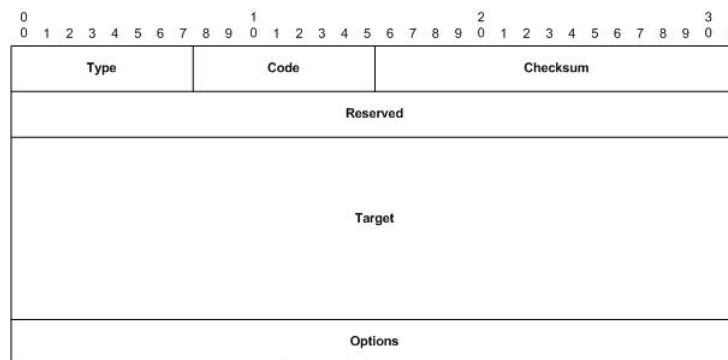 0 1 2 3
0 1 2 3 4 5 6 7 8 9 0 1 2 3 4 5 6 7 8 9 0 1 2 3 4 5 6 7 8 9 0
Type Code Checksum
Reserved
Target
Options